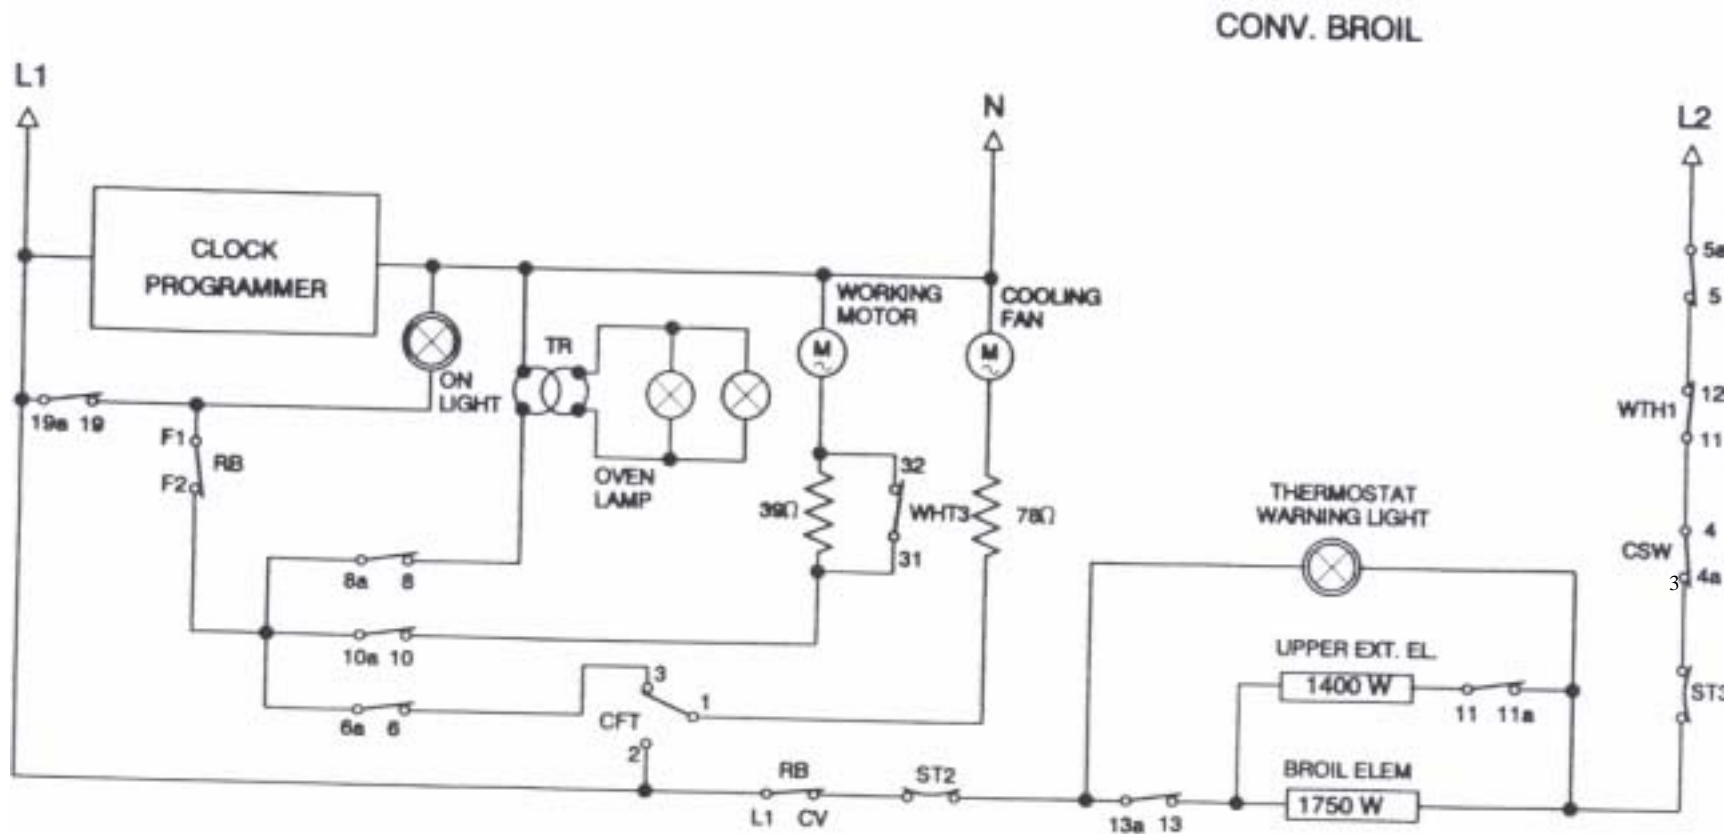 CONV. BROIL
L1
N
L2
CLOCK
PROGRAMMER
5a
5
WORKING
MOTOR
COOLING
FAN
M
M
TR
ON
LIGHT
12
WTH1
11
19a 19
F1
RB
F2
OVEN
LAMP
32
39Ω
WHT3
78Ω
31
THERMOSTAT
WARNING LIGHT
4
CSW
3
4a
8a 8
10a 10
UPPER EXT. EL.
1400 W
11 11a
ST3
3
1
CFT
2
6a 6
RB
L1 CV
ST2
BROIL ELEM
1750 W
13a 13